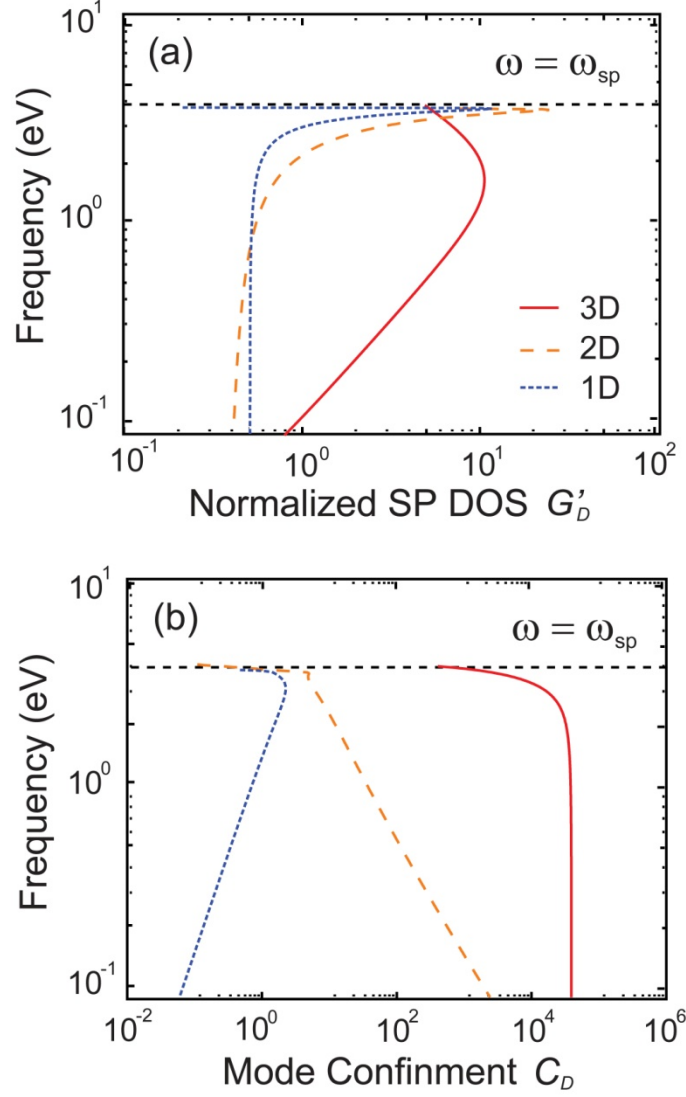 (a)
ω = ω_sp
10^1
10^0
10^-1
Frequency (eV)
3D
2D
1D
10^-1
10^0
10^1
10^2
Normalized SP DOS G'_D
(b)
ω = ω_sp
10^1
10^0
10^-1
Frequency (eV)
10^-2
10^0
10^2
10^4
10^6
Mode Confinment C_D